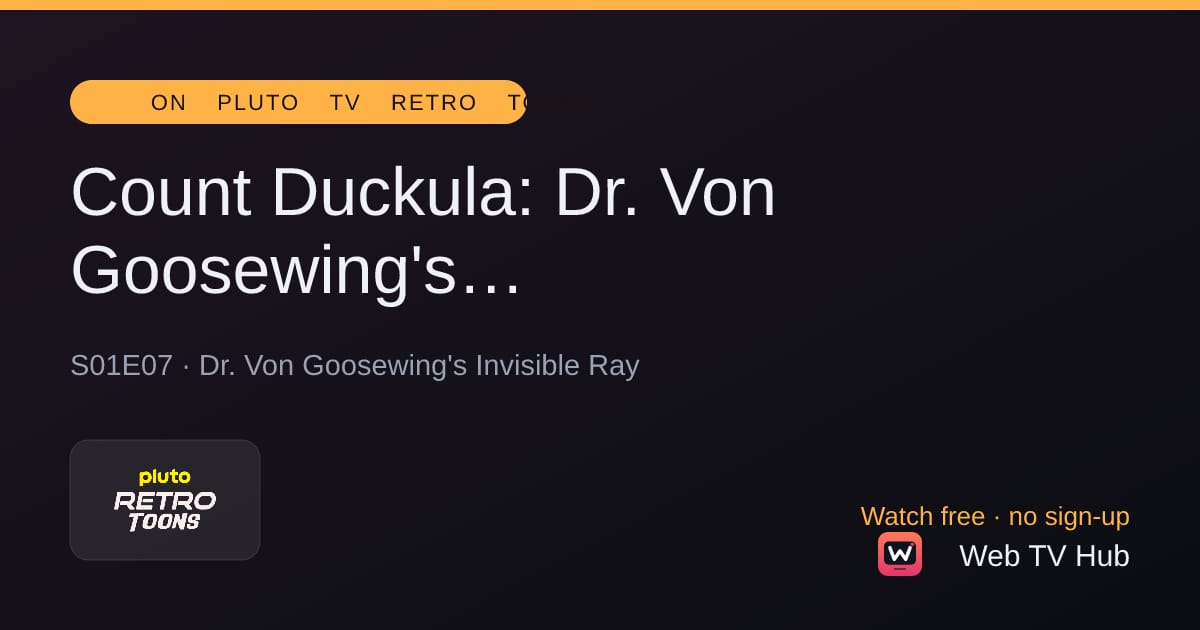 ON PLUTO TV RETRO TOONS
Count Duckula: Dr. Von
Goosewing's…
S01E07 · Dr. Von Goosewing's Invisible Ray
pluto
RETRO
TOONS
Watch free · no sign-up
W
Web TV Hub